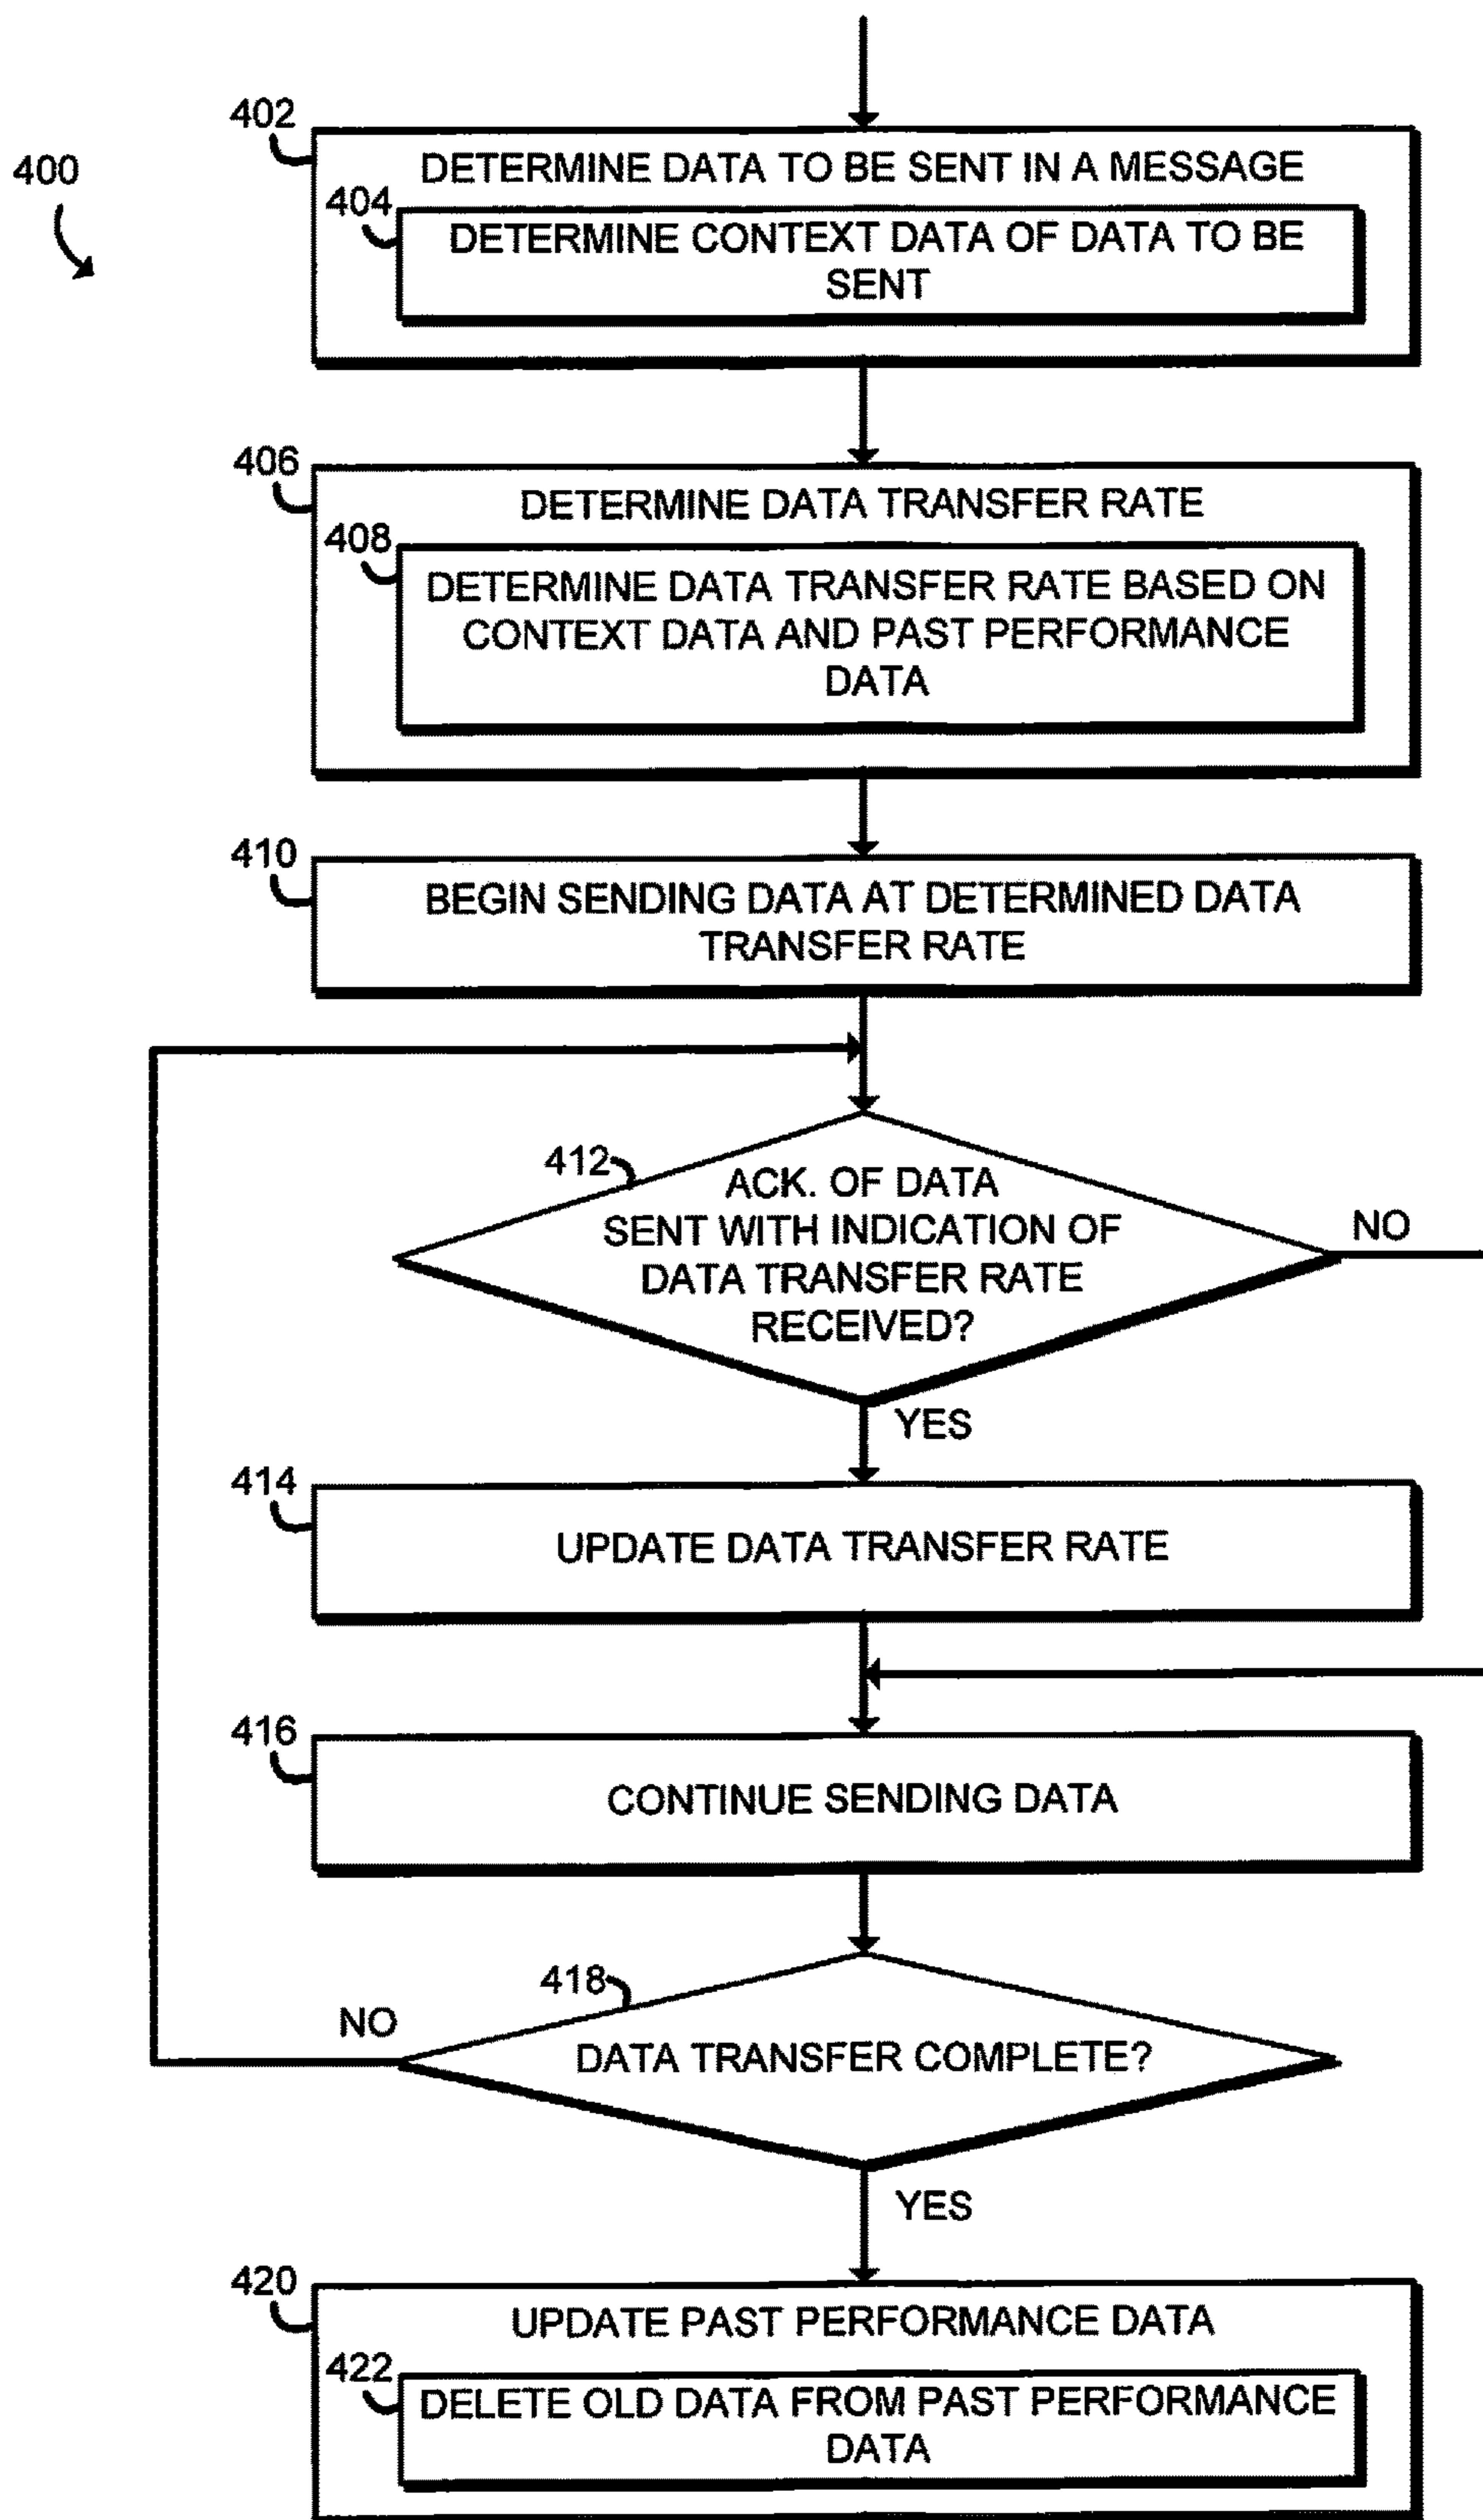 402
DETERMINE DATA TO BE SENT IN A MESSAGE
400
404
DETERMINE CONTEXT DATA OF DATA TO BE
SENT
406
DETERMINE DATA TRANSFER RATE
408
DETERMINE DATA TRANSFER RATE BASED ON
CONTEXT DATA AND PAST PERFORMANCE
DATA
410
BEGIN SENDING DATA AT DETERMINED DATA
TRANSFER RATE
412
ACK. OF DATA
SENT WITH INDICATION OF
DATA TRANSFER RATE
RECEIVED?
NO
YES
414
UPDATE DATA TRANSFER RATE
416
CONTINUE SENDING DATA
418
NO
DATA TRANSFER COMPLETE?
YES
420
UPDATE PAST PERFORMANCE DATA
422
DELETE OLD DATA FROM PAST PERFORMANCE
DATA